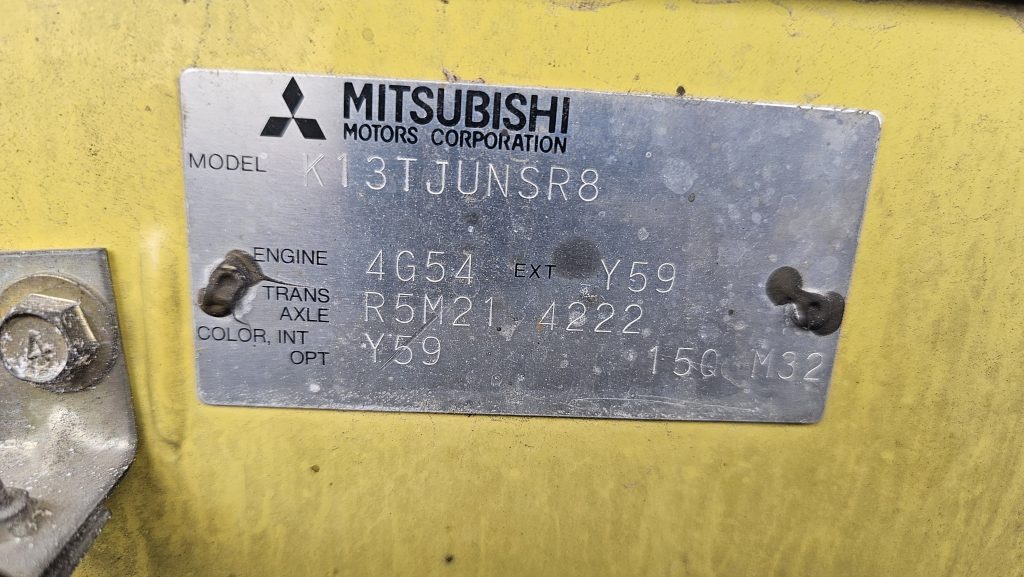 MITSUBISHI
MOTORS CORPORATION
MODEL K13TJUNSR8
ENGINE 4G54 EXT Y59
TRANS
AXLE R5M21 4222
COLOR, INT
OPT Y59 15Q M32
4